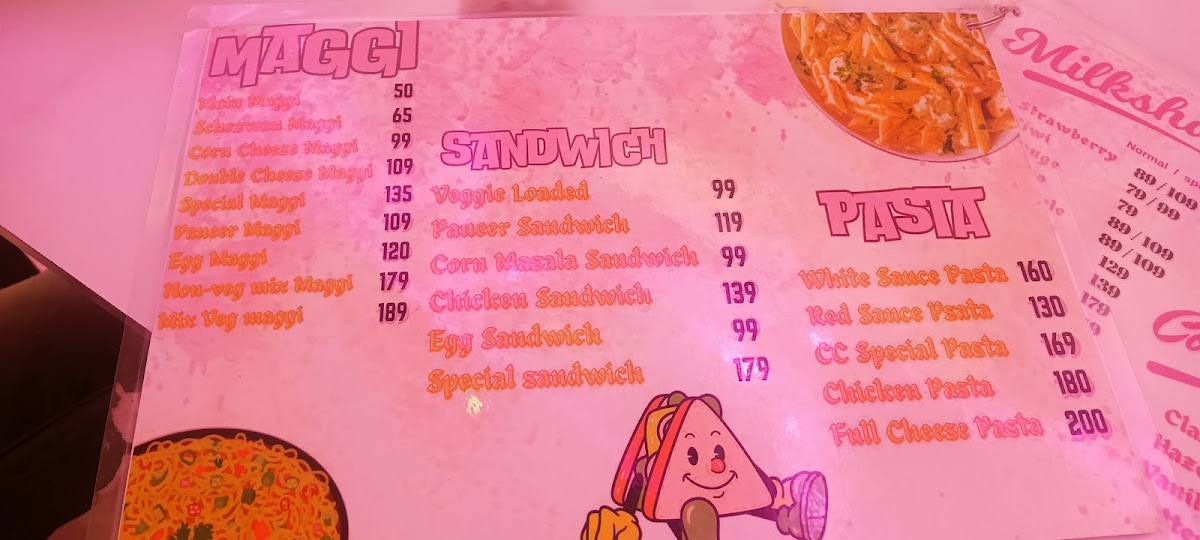 MAGGI
Plain Maggi 50
Scheswan Maggi 65
Corn Cheese Maggi 99
Double Cheese Maggi 109
Special Maggi 135
Paneer Maggi 109
Egg Maggi 120
Non-veg mix Maggi 179
Mix Veg maggi 189
SANDWICH
Veggie Loaded 99
Paneer Sandwich 119
Corn Masala Sandwich 99
Chicken Sandwich 139
Egg Sandwich 99
Special sandwich 179
PASTA
White Sauce Pasta 160
Red Sauce Psata 130
CC Special Pasta 169
Chicken Pasta 180
Full Cheese Pasta 200
Normal /
Strawberry 89/109
79/99
79
89/109
89/109
129
139
179